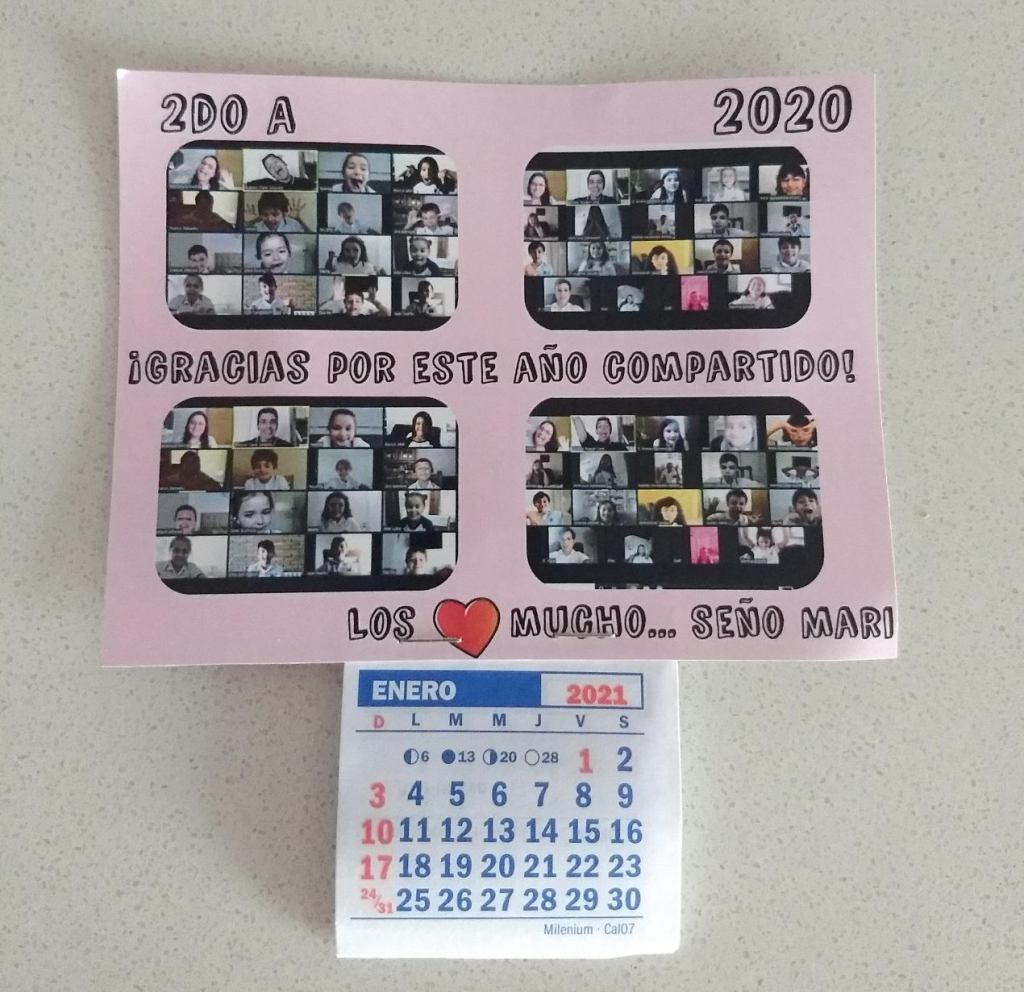 2DO A
2020
¡GRACIAS POR ESTE AÑO COMPARTIDO!
LOS ❤ MUCHO... SEÑO MARI
ENERO 2021
D L M M J V S
6 13 20 28 1 2
3 4 5 6 7 8 9
10 11 12 13 14 15 16
17 18 19 20 21 22 23
24/31 25 26 27 28 29 30
Milenium · Cal07